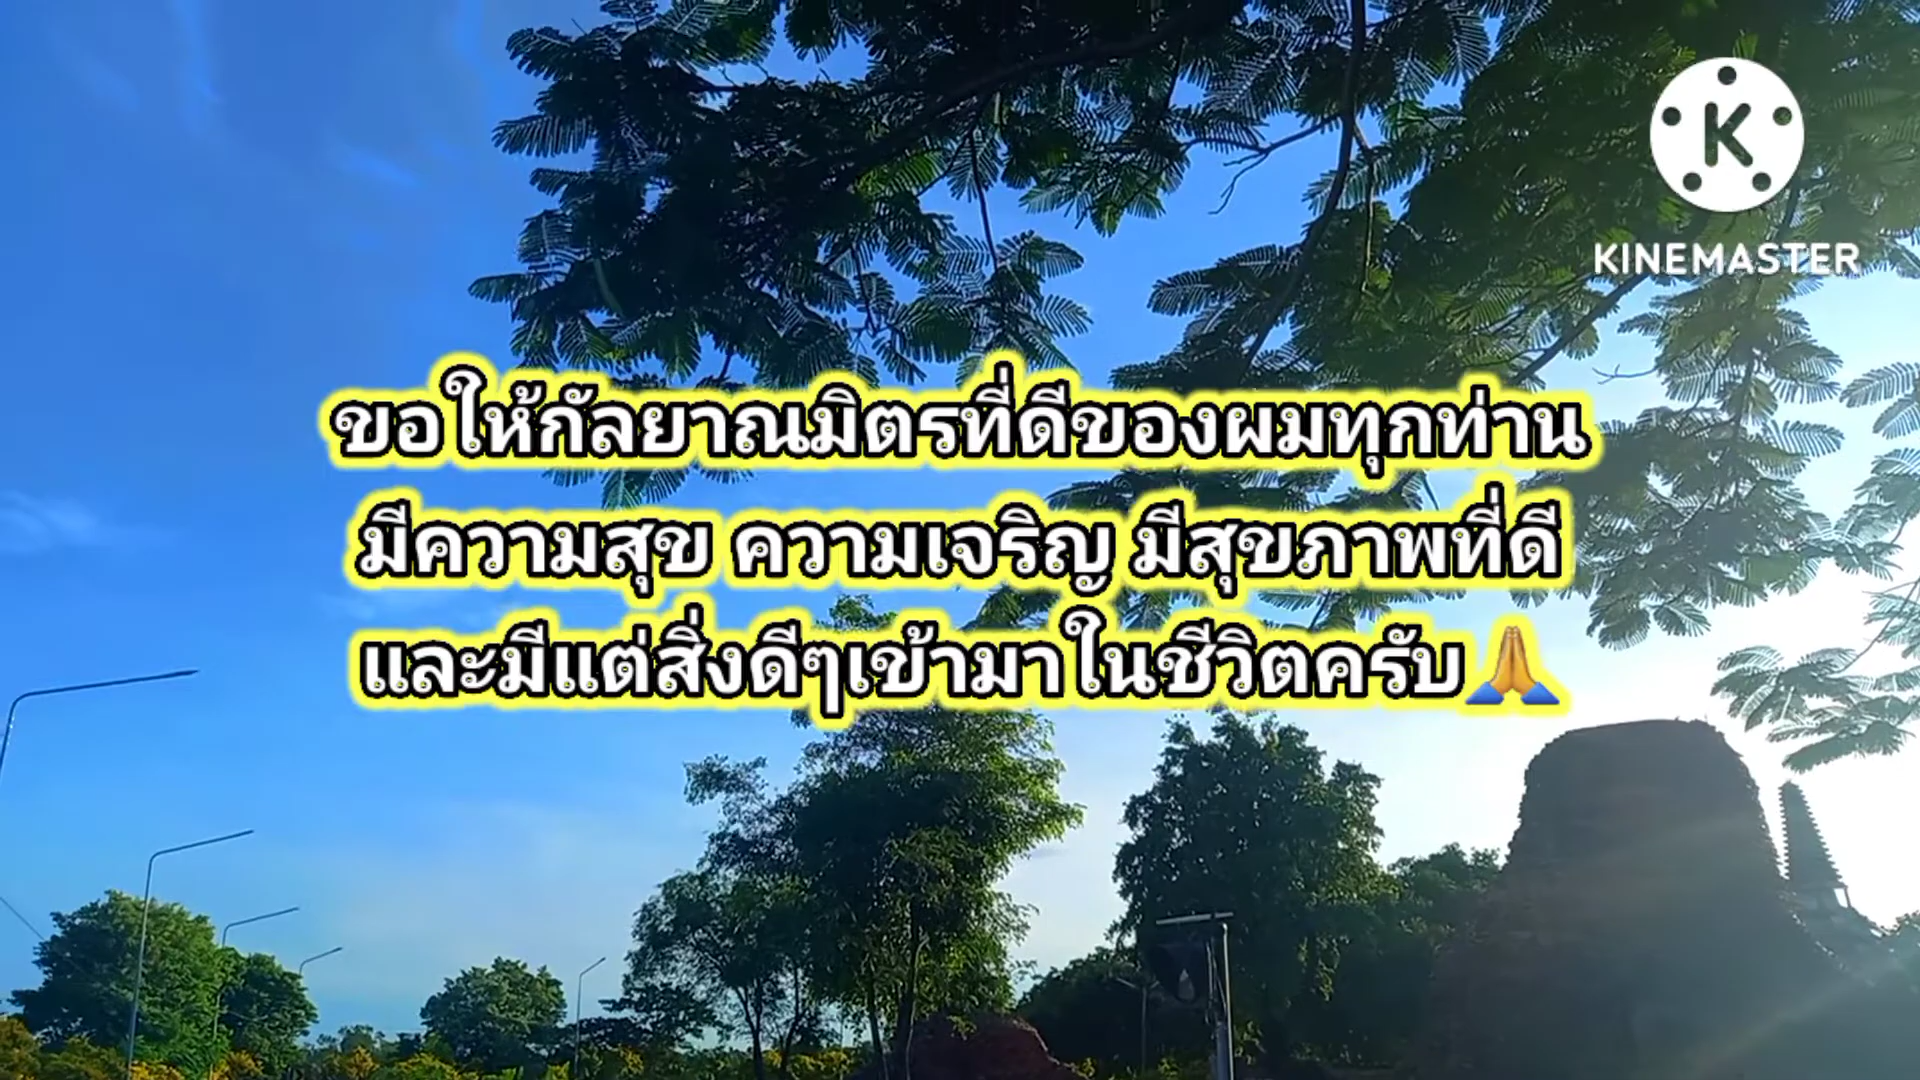 K
KINEMASTER
ขอให้กัลยาณมิตรที่ดีของผมทุกท่าน
มีความสุข ความเจริญ มีสุขภาพที่ดี
และมีแต่สิ่งดีๆเข้ามาในชีวิตครับ🙏